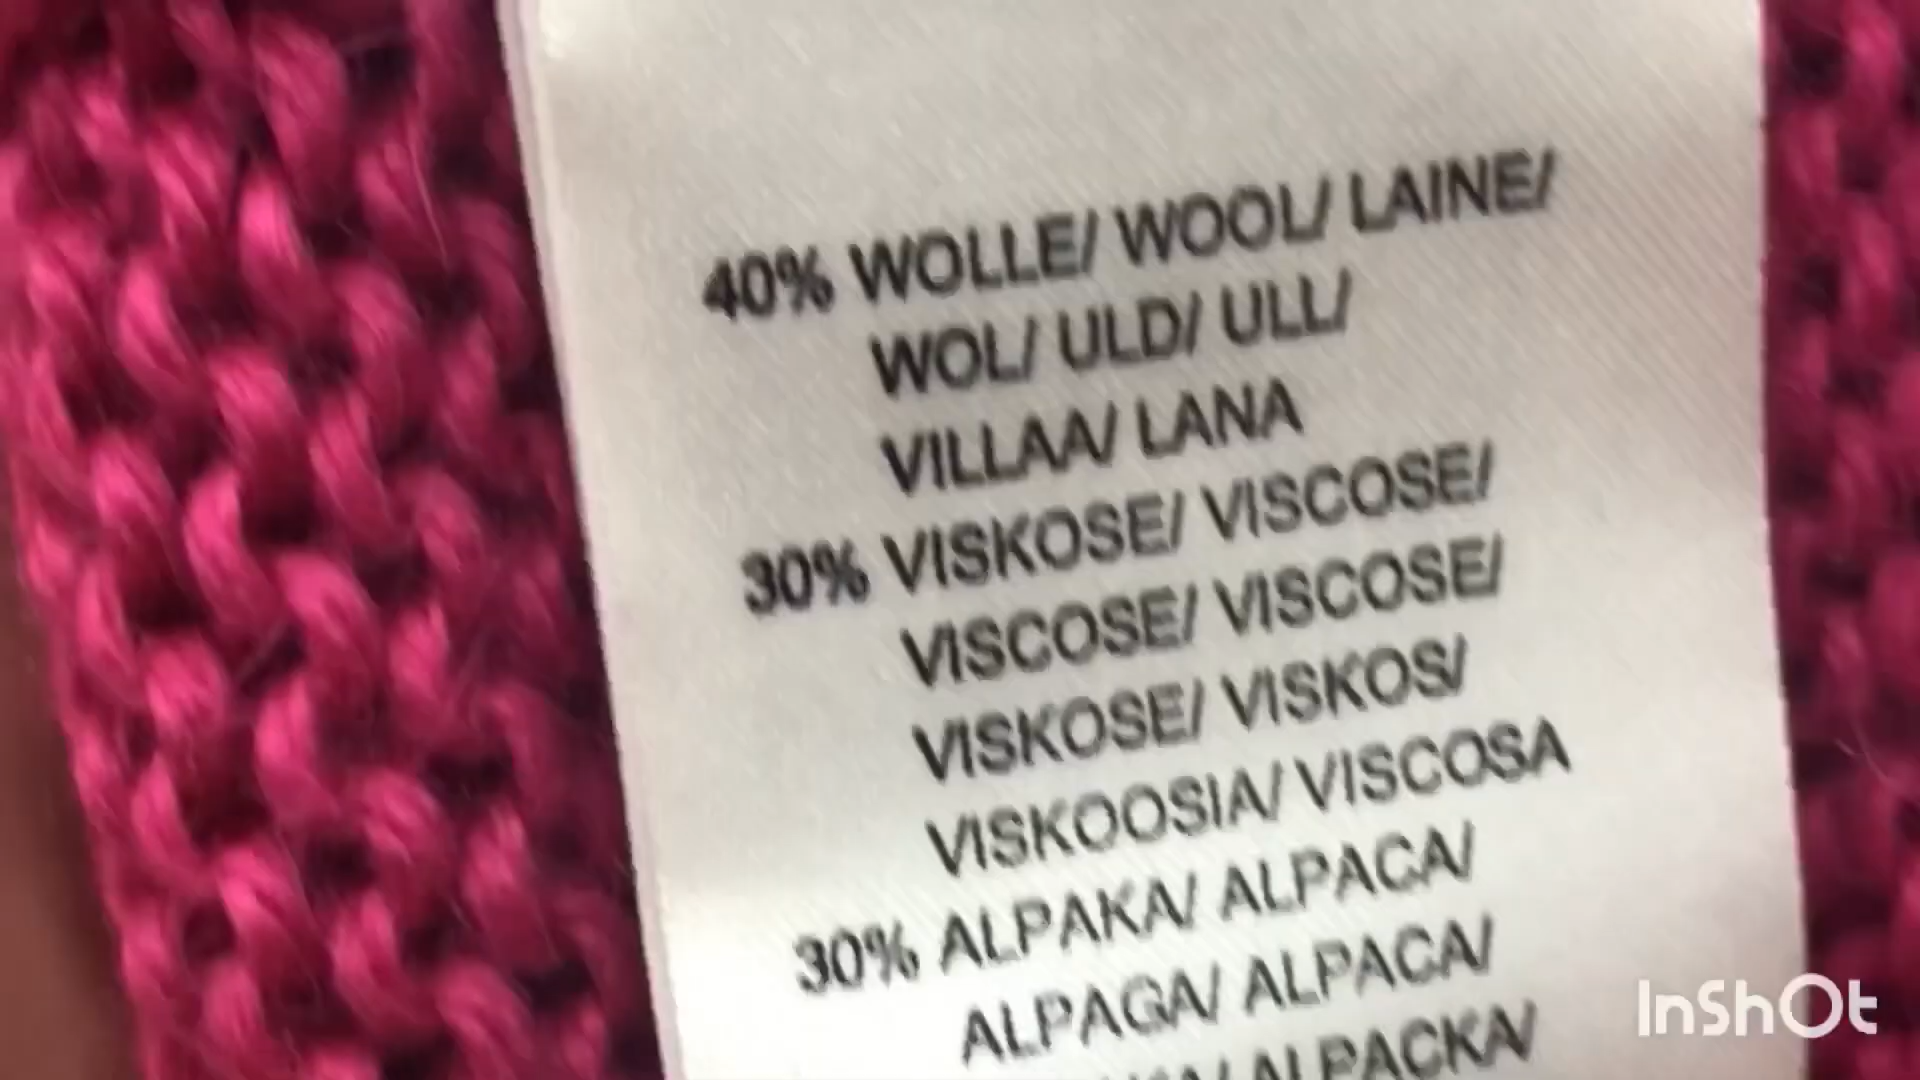 40% WOLLE/ WOOL/ LAINE/
WOL/ ULD/ ULL/
VILLAA/ LANA
30% VISKOSE/ VISCOSE/
VISCOSE/ VISCOSE/
VISKOSE/ VISKOS/
VISKOOSIA/ VISCOSA
30% ALPAKA/ ALPACA/
ALPAGA/ ALPACA/
ALPACKA/
InShOt